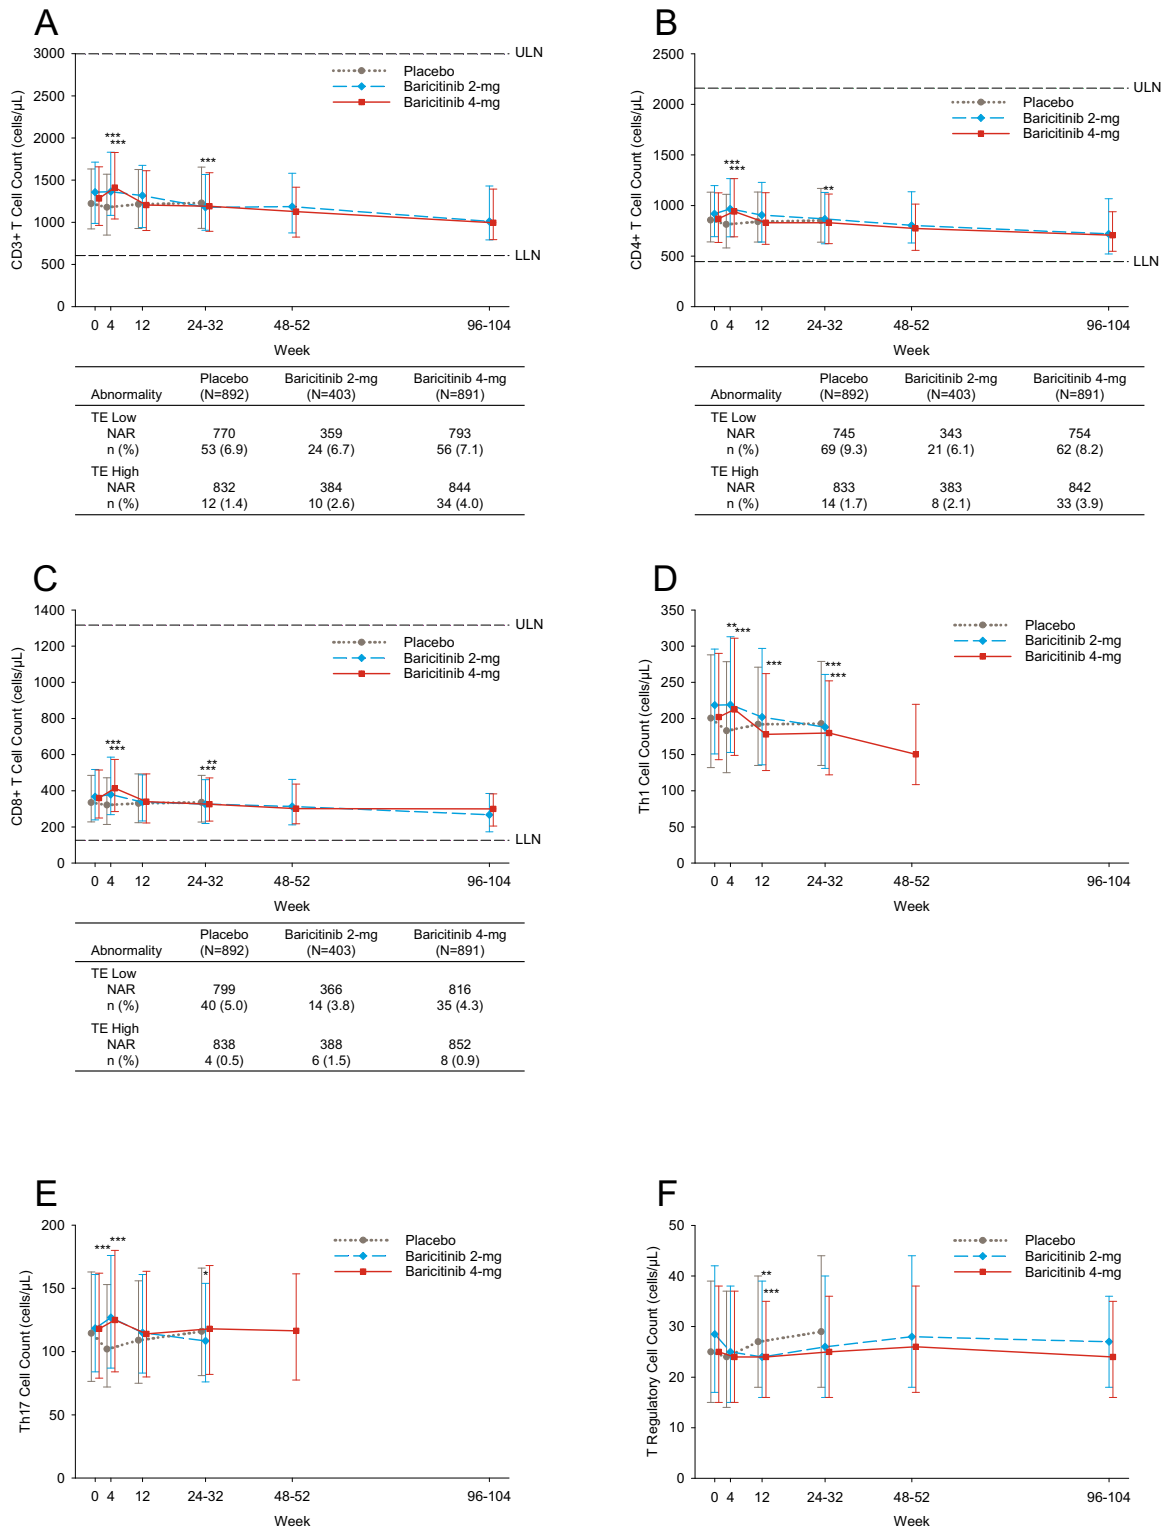 A
3000
2500
2000
1500
1000
500
0
CD3+ T Cell Count (cells/µL)
ULN
LLN
Placebo
Baricitinib 2-mg
Baricitinib 4-mg
***
***
***
0 4 12 24-32 48-52 96-104
Week
Abnormality Placebo (N=892) Baricitinib 2-mg (N=403) Baricitinib 4-mg (N=891)
TE Low
NAR 770 359 793
n (%) 53 (6.9) 24 (6.7) 56 (7.1)
TE High
NAR 832 384 844
n (%) 12 (1.4) 10 (2.6) 34 (4.0)
B
2500
2000
1500
1000
500
0
CD4+ T Cell Count (cells/µL)
ULN
LLN
Placebo
Baricitinib 2-mg
Baricitinib 4-mg
***
***
**
0 4 12 24-32 48-52 96-104
Week
Abnormality Placebo (N=892) Baricitinib 2-mg (N=403) Baricitinib 4-mg (N=891)
TE Low
NAR 745 343 754
n (%) 69 (9.3) 21 (6.1) 62 (8.2)
TE High
NAR 833 383 842
n (%) 14 (1.7) 8 (2.1) 33 (3.9)
C
1400
1200
1000
800
600
400
200
0
CD8+ T Cell Count (cells/µL)
ULN
LLN
Placebo
Baricitinib 2-mg
Baricitinib 4-mg
***
***
**
***
0 4 12 24-32 48-52 96-104
Week
Abnormality Placebo (N=892) Baricitinib 2-mg (N=403) Baricitinib 4-mg (N=891)
TE Low
NAR 799 366 816
n (%) 40 (5.0) 14 (3.8) 35 (4.3)
TE High
NAR 838 388 852
n (%) 4 (0.5) 6 (1.5) 8 (0.9)
D
350
300
250
200
150
100
50
0
Th1 Cell Count (cells/µL)
Placebo
Baricitinib 2-mg
Baricitinib 4-mg
**
***
***
***
***
0 4 12 24-32 48-52 96-104
Week
E
200
150
100
50
0
Th17 Cell Count (cells/µL)
Placebo
Baricitinib 2-mg
Baricitinib 4-mg
*** ***
*
0 4 12 24-32 48-52 96-104
Week
F
50
40
30
20
10
0
T Regulatory Cell Count (cells/µL)
Placebo
Baricitinib 2-mg
Baricitinib 4-mg
**
***
0 4 12 24-32 48-52 96-104
Week